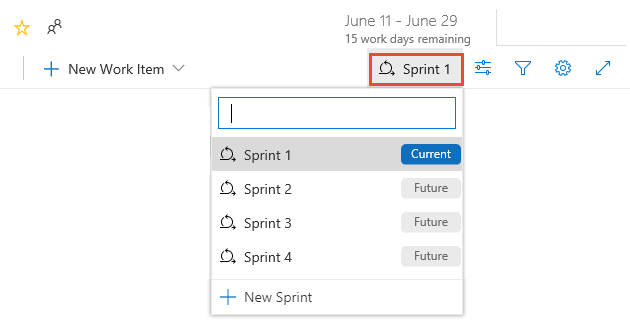 June 11 - June 29
15 work days remaining
New Work Item
Sprint 1
Sprint 1 Current
Sprint 2 Future
Sprint 3 Future
Sprint 4 Future
New Sprint